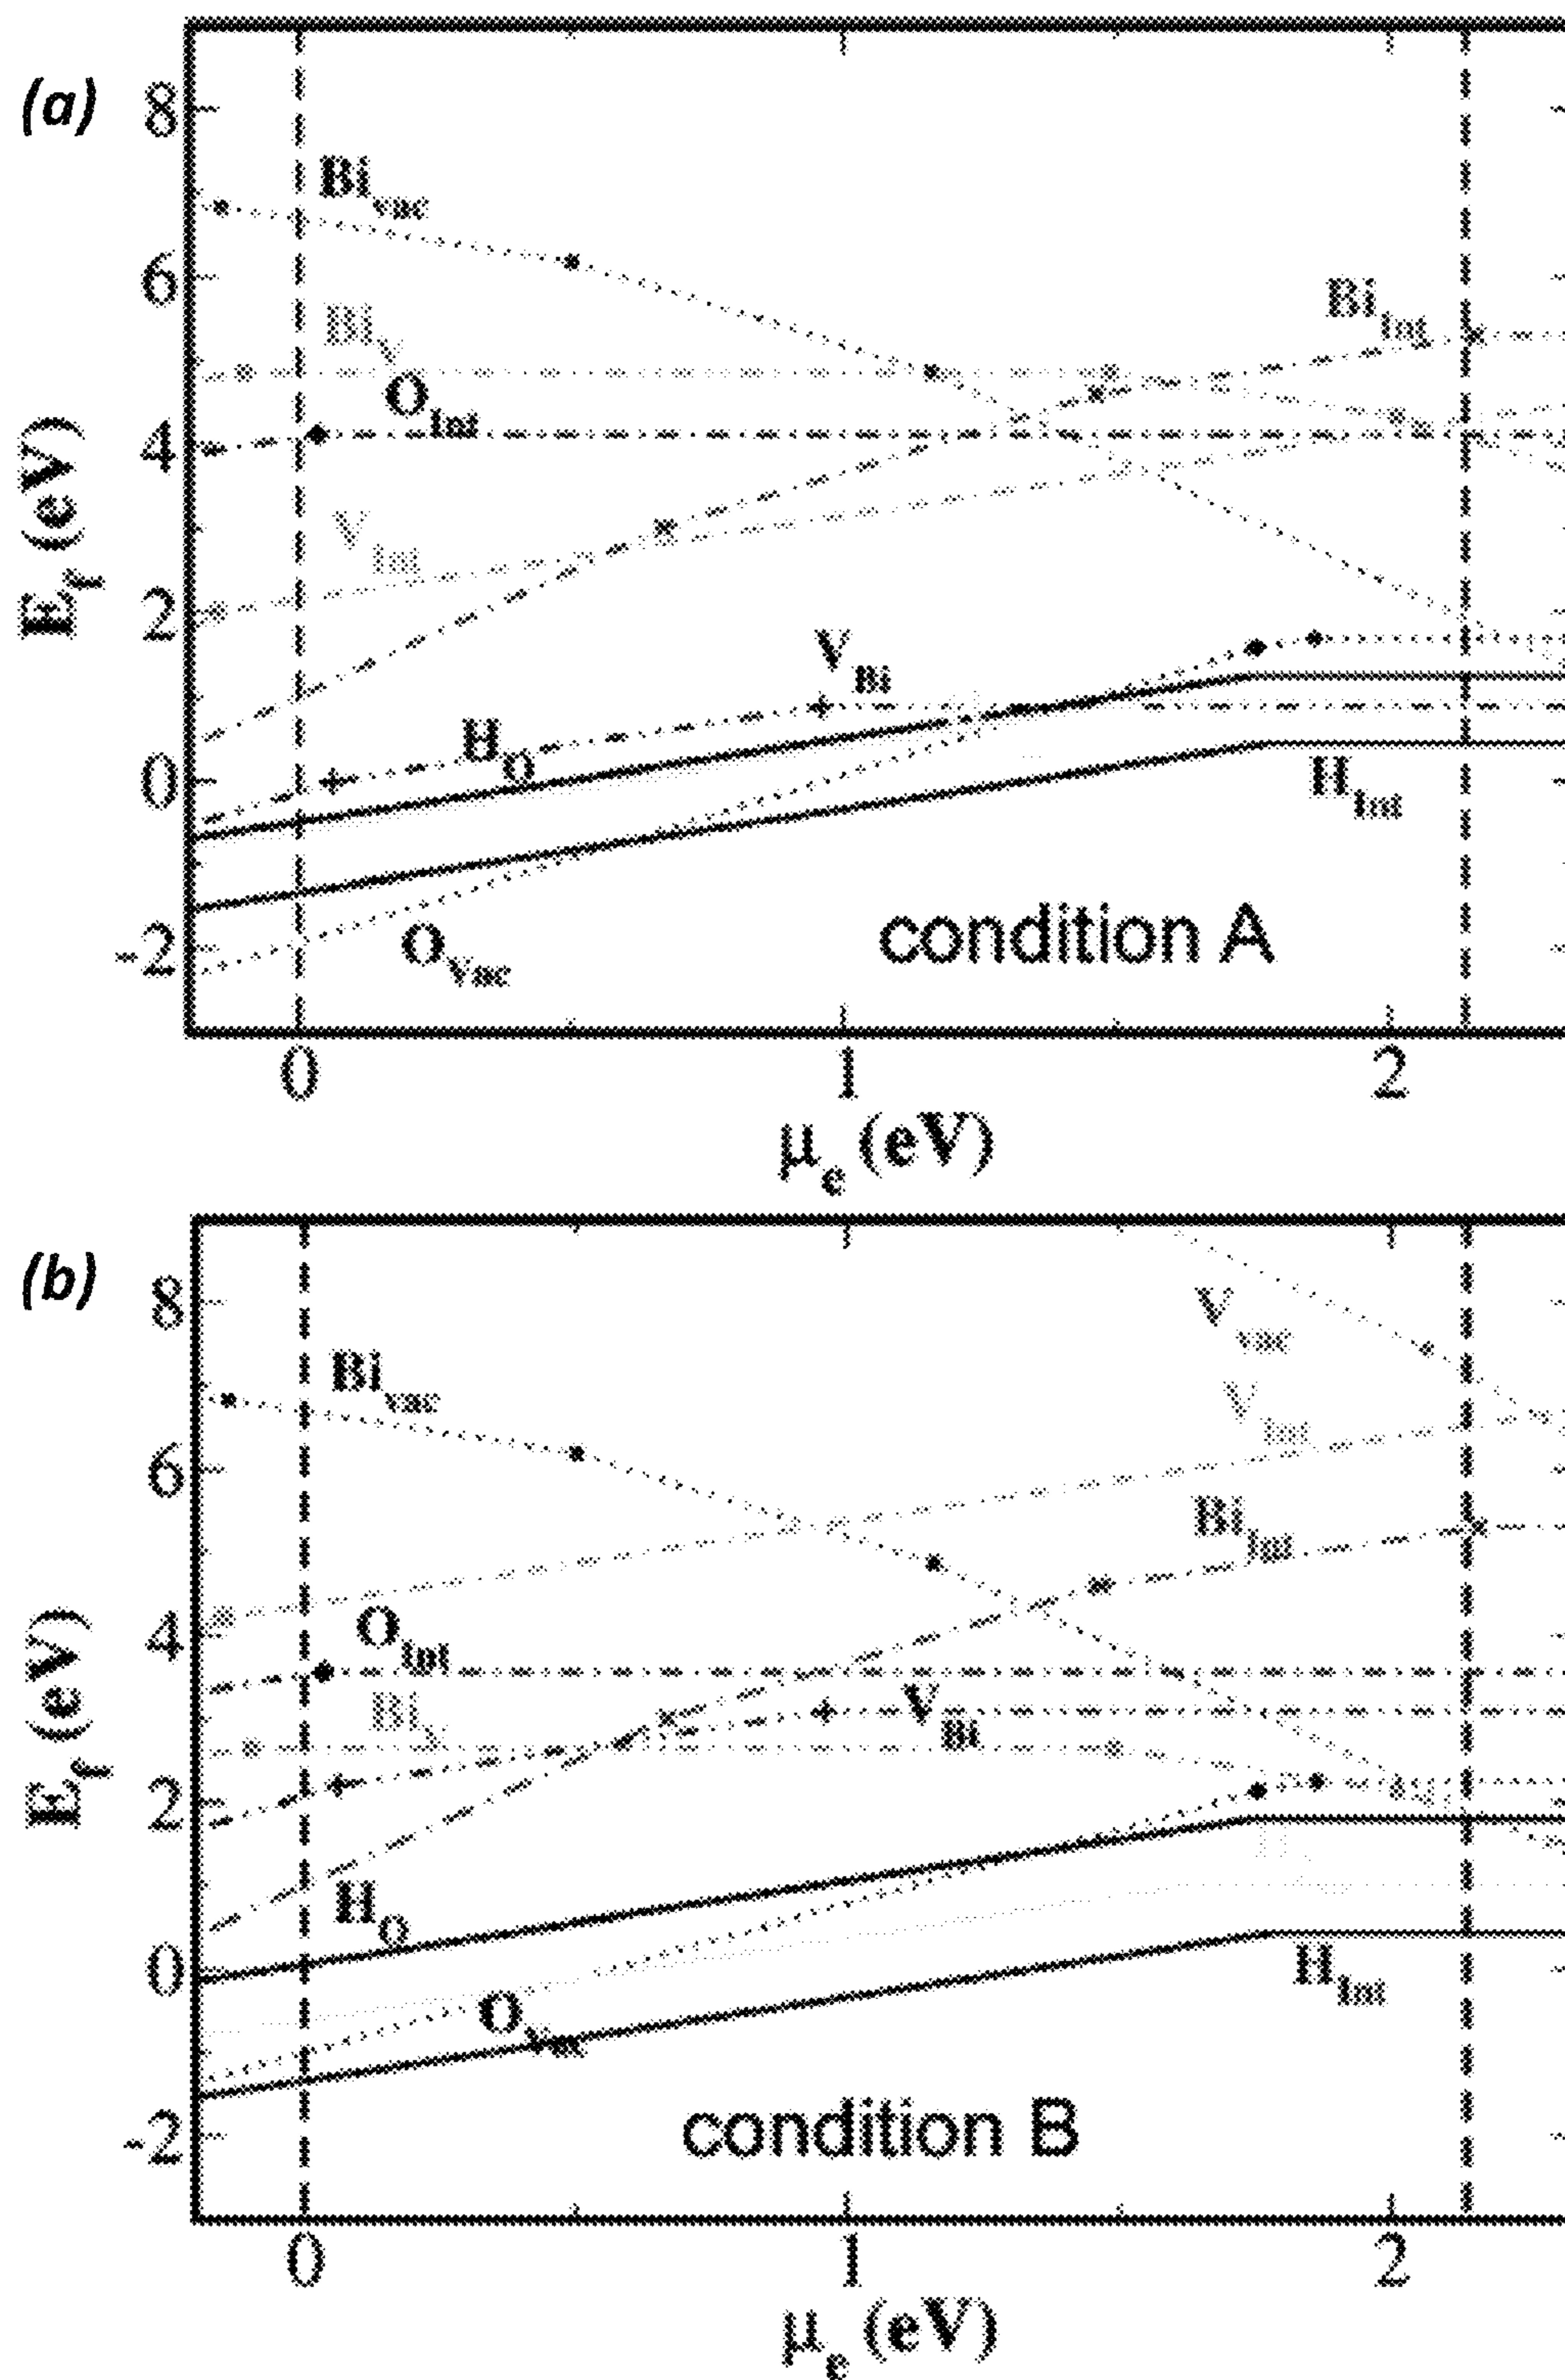 (a)
8
6
4
2
0
-2
E_f (eV)
Bi_vac
Bi_V
O_Int
V_Int
Bi_Int
V_Bi
H_O
H_Int
O_Vac
condition A
0 1 2
μ_e (eV)
(b)
8
6
4
2
0
-2
E_f (eV)
V_vac
Bi_vac
V_Int
Bi_Int
O_Int
Bi_V
V_Bi
H_O
O_Vac
H_Int
condition B
0 1 2
μ_e (eV)